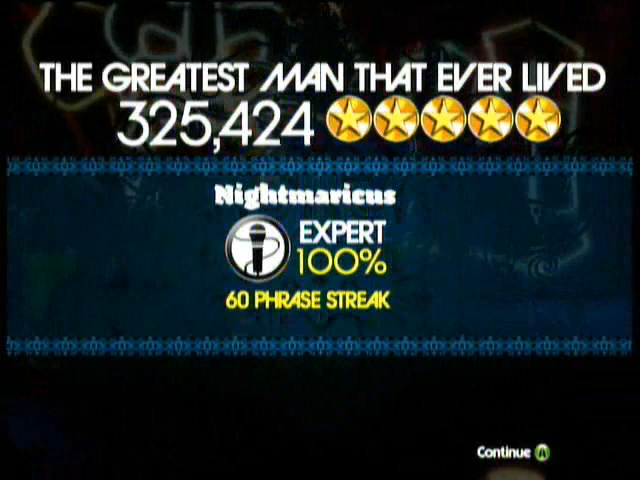 THE GREATEST MAN THAT EVER LIVED
325,424
Nightmaricus
EXPERT
100%
60 PHRASE STREAK
Continue A